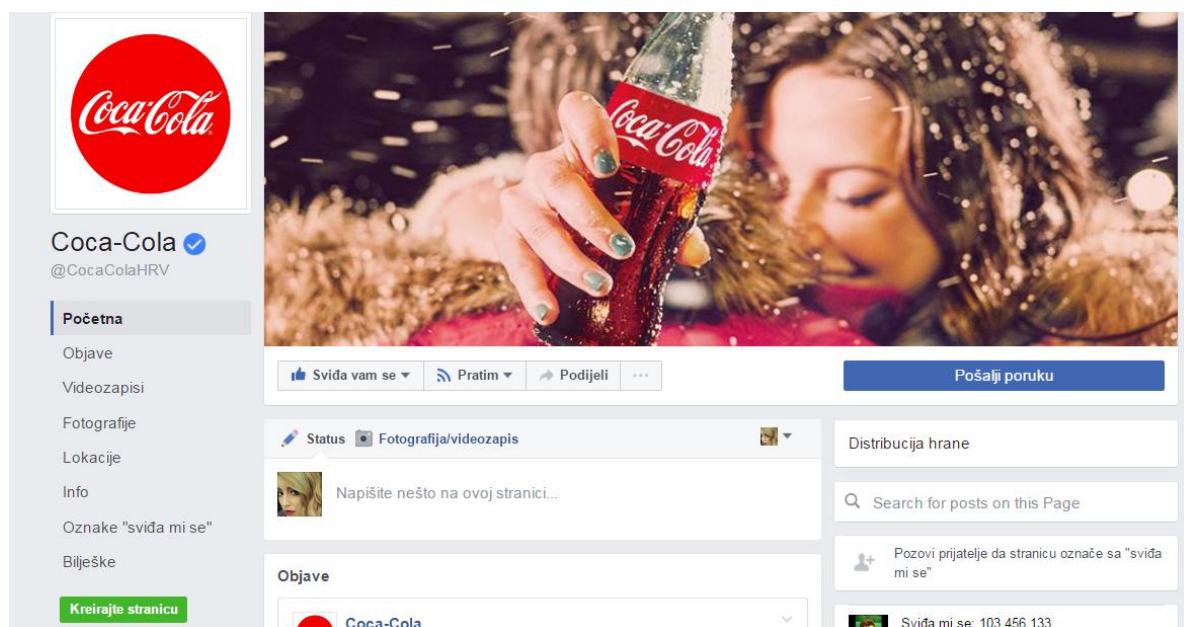 Coca-Cola
Coca-Cola
Coca-Cola
@CocaColaHRV
Početna
Objave
Videozapisi
Fotografije
Lokacije
Info
Oznake "sviđa mi se"
Bilješke
Kreirajte stranicu
Sviđa vam se
Pratim
Podijeli
...
Pošalji poruku
Status
Fotografija/videozapis
Napišite nešto na ovoj stranici...
Objave
Coca-Cola
Distribucija hrane
Search for posts on this Page
Pozovi prijatelje da stranicu označe sa "sviđa
mi se"
Sviđa mi se: 103 456 133